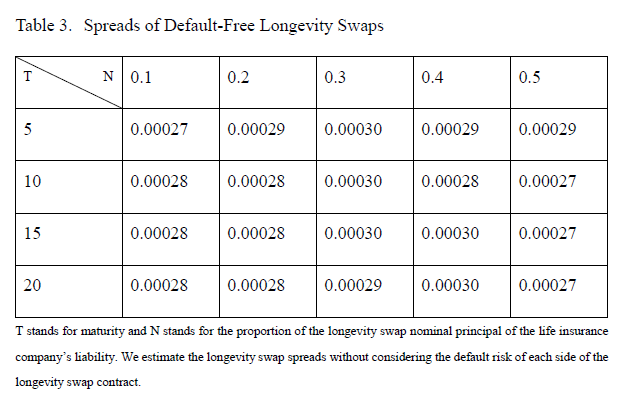 Table 3. Spreads of Default-Free Longevity Swaps
T N 0.1 0.2 0.3 0.4 0.5
5 0.00027 0.00029 0.00030 0.00029 0.00029
10 0.00028 0.00028 0.00030 0.00028 0.00027
15 0.00028 0.00028 0.00030 0.00030 0.00027
20 0.00028 0.00028 0.00029 0.00030 0.00027
T stands for maturity and N stands for the proportion of the longevity swap nominal principal of the life insurance
company’s liability. We estimate the longevity swap spreads without considering the default risk of each side of the
longevity swap contract.